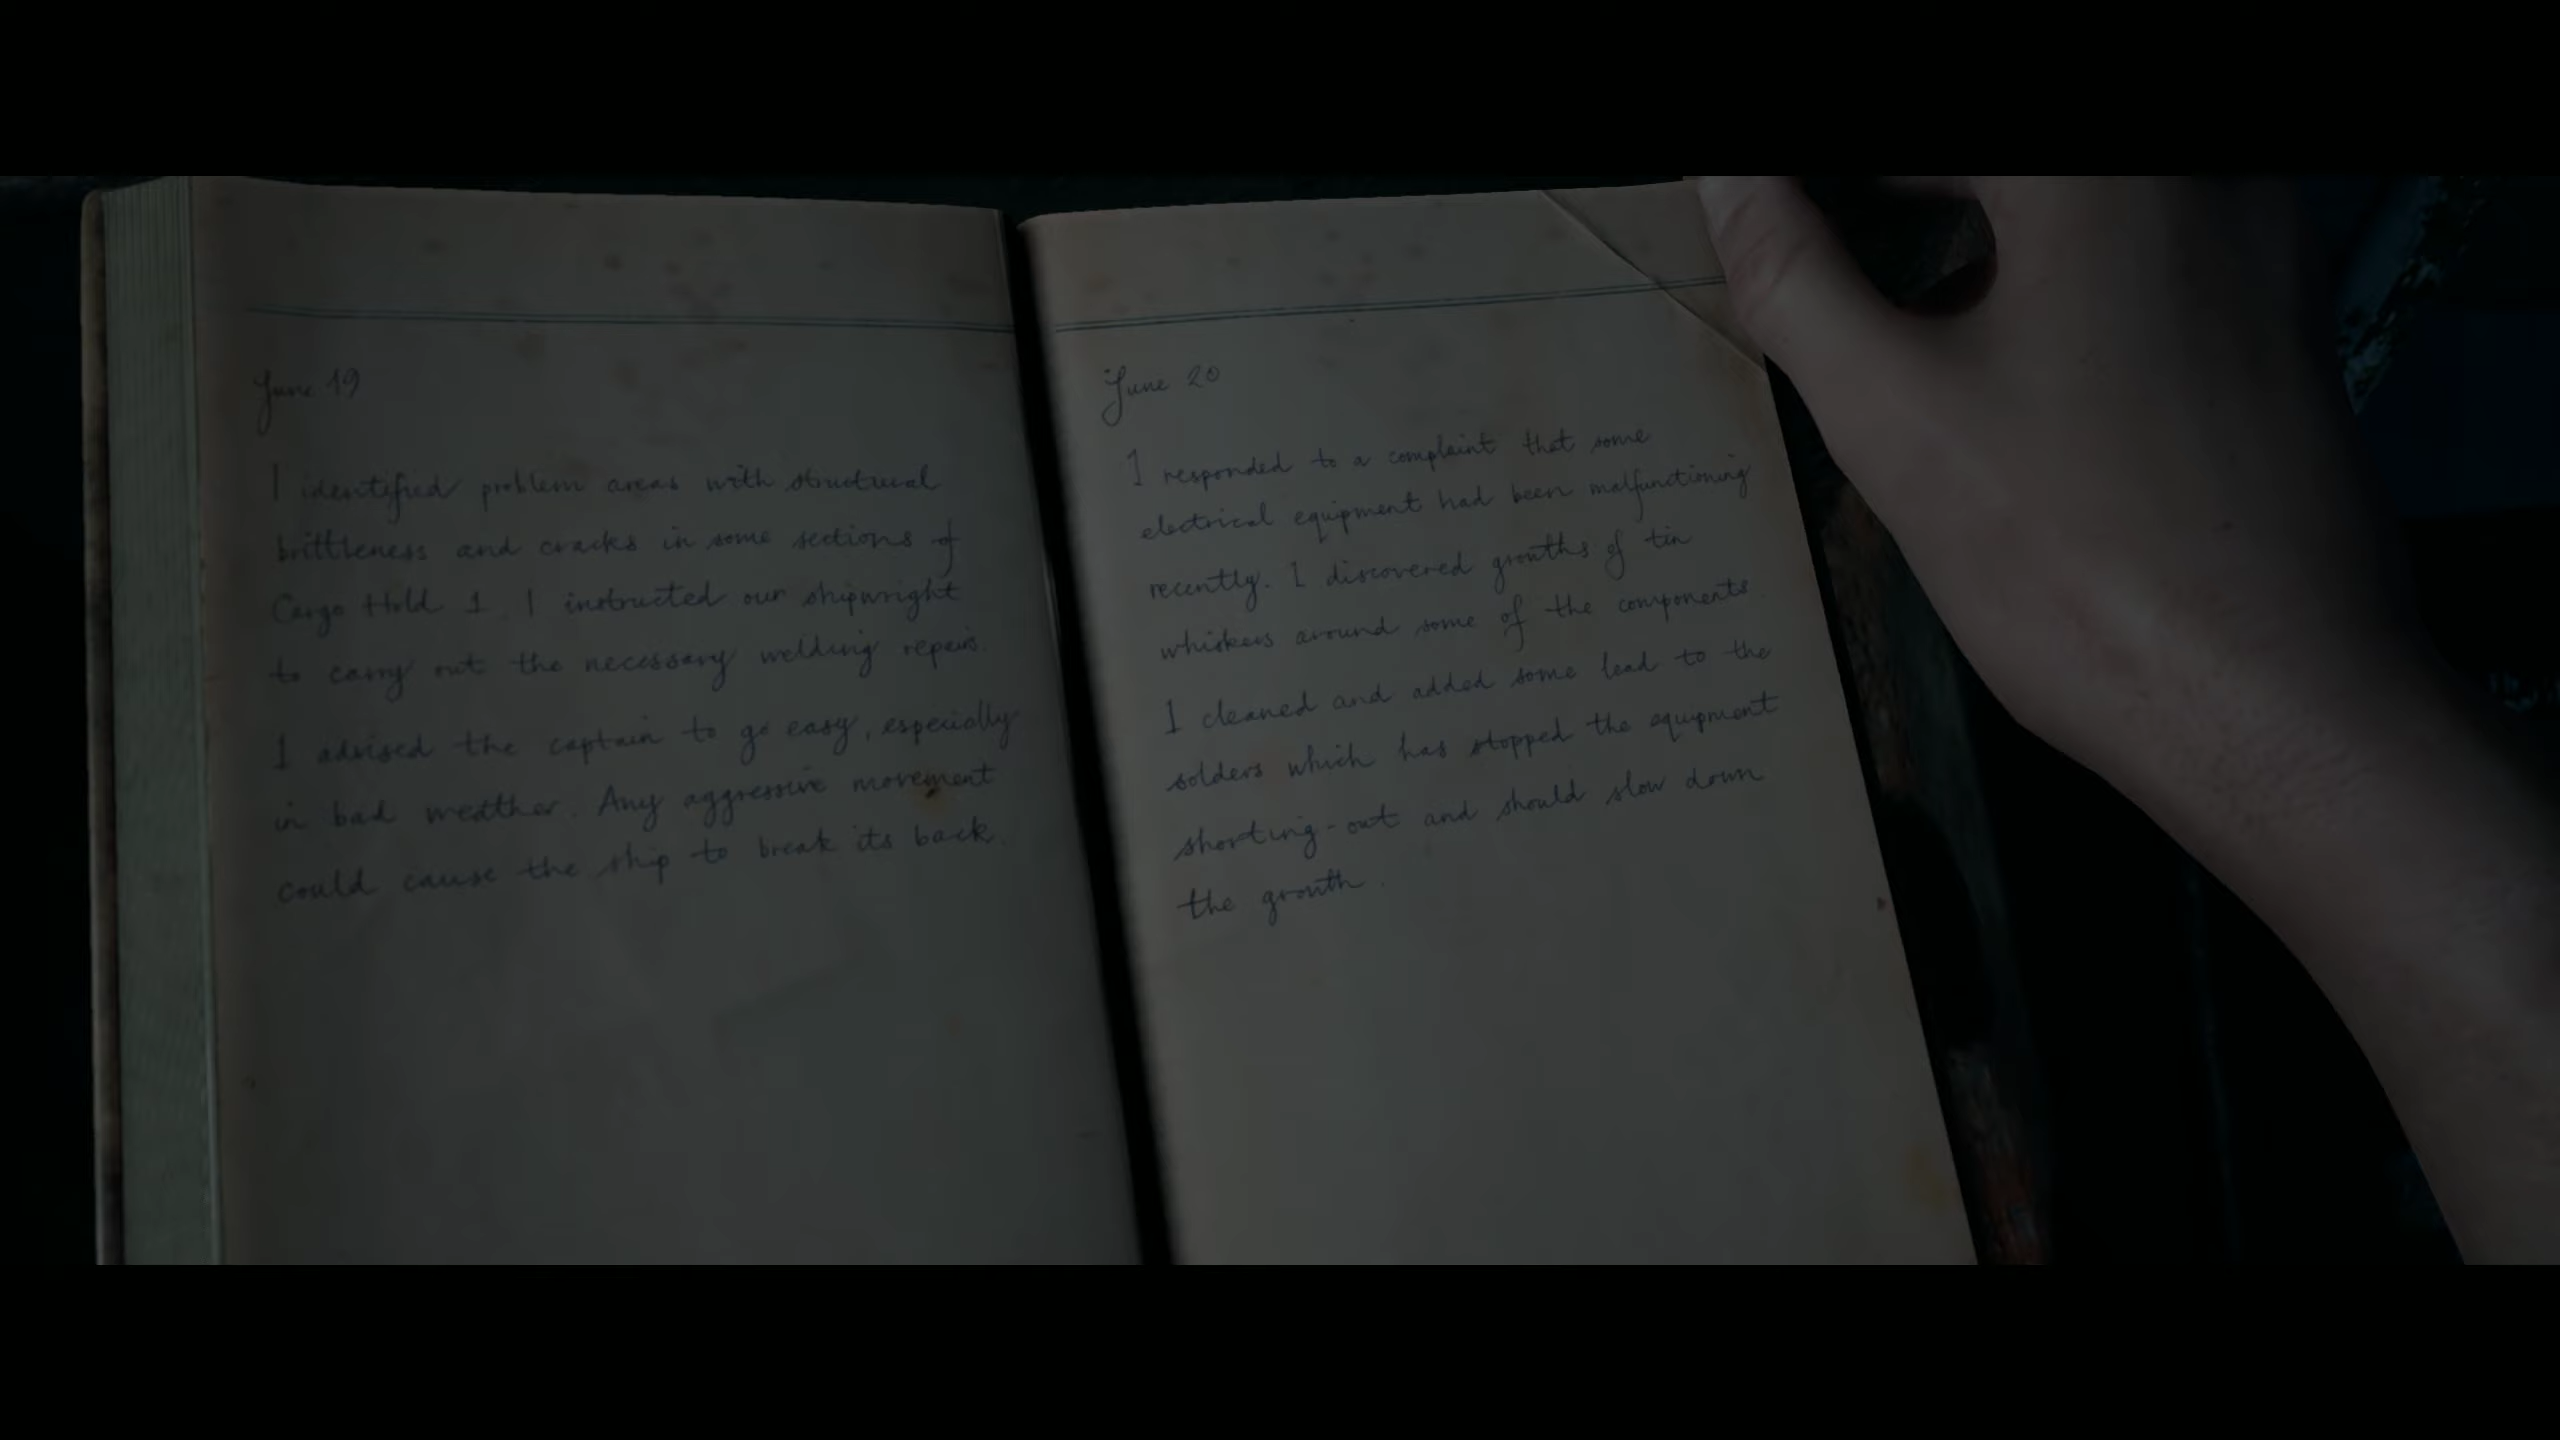 June 19
I identified problem areas with structural
brittleness and cracks in some sections of
Cargo Hold 1. I instructed our shipwright
to carry out the necessary welding repairs.
I advised the captain to go easy, especially
in bad weather. Any aggressive movement
could cause the ship to break its back.
June 20
I responded to a complaint that some
electrical equipment had been malfunctioning
recently. I discovered growths of tin
whiskers around some of the components.
I cleaned and added some lead to the
solders which has stopped the equipment
shorting-out and should slow down
the growth.